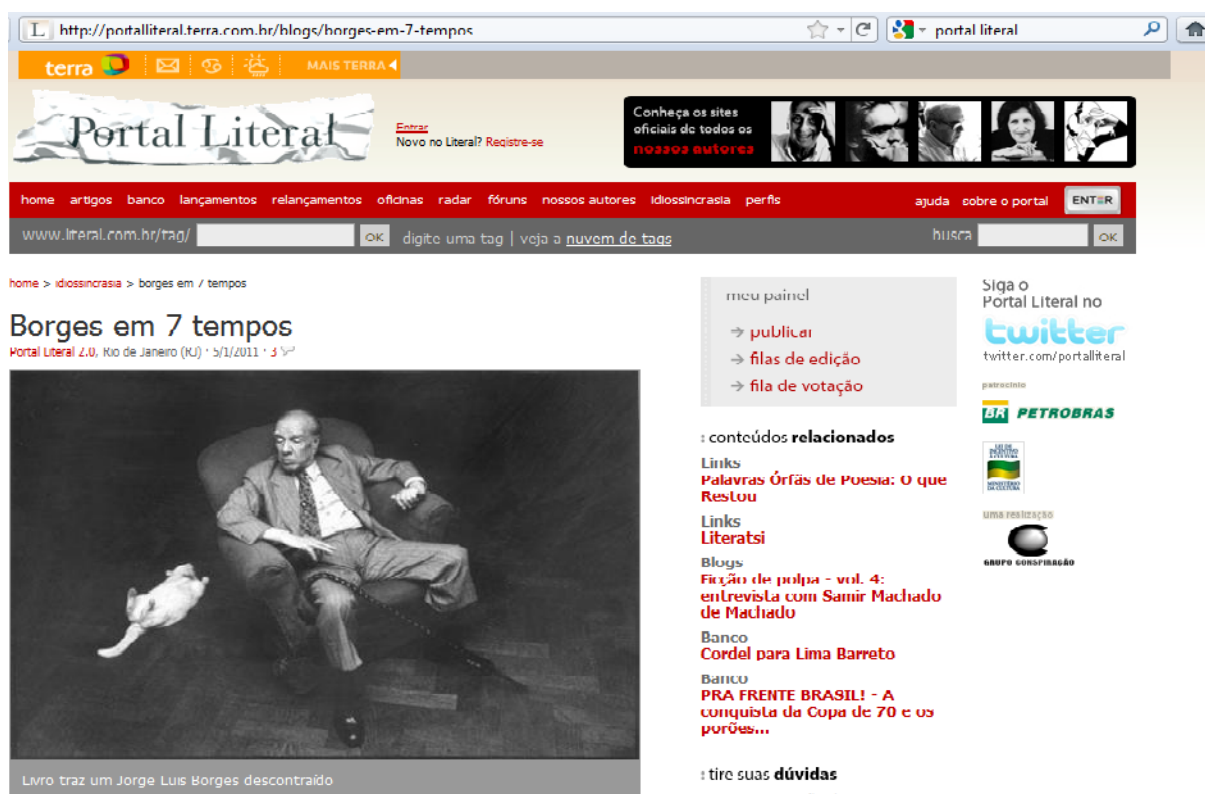 http://portalliteral.terra.com.br/blogs/borges-em-7-tempos
portal literal
terra
MAIS TERRA
Portal Literal
Entrar
Novo no Literal? Registre-se
Conheça os sites
oficiais de todos os
nossos autores
home artigos banco lançamentos relançamentos oficinas radar fóruns nossos autores idiossincrasia perfis
ajuda sobre o portal ENTER
www.literal.com.br/tag/ OK digite uma tag | veja a nuvem de tags
busca OK
home > idiossincrasia > borges em 7 tempos
Borges em 7 tempos
Portal Literal 2.0, Rio de Janeiro (RJ) · 5/1/2011 · 3
Livro traz um Jorge Luis Borges descontraído
meu painel
publicar
filas de edição
fila de votação
conteúdos relacionados
Links
Palavras Órfãs de Poesia: O que
Restou
Links
Literatsi
Blogs
Ficção de polpa - vol. 4:
entrevista com Samir Machado
de Machado
Banco
Cordel para Lima Barreto
Banco
PRA FRENTE BRASIL! - A
conquista da Copa de 70 e os
porões...
tire suas dúvidas
Siga o
Portal Literal no
twitter
twitter.com/portalliteral
patrocínio
BR PETROBRAS
LEI DE
INCENTIVO
À CULTURA
MINISTÉRIO
DA CULTURA
uma realização
GRUPO CONSPIRAÇÃO